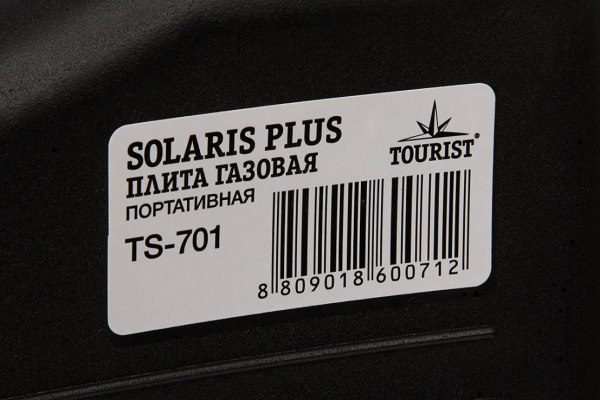 SOLARIS PLUS
ПЛИТА ГАЗОВАЯ
ПОРТАТИВНАЯ
TS-701
TOURIST®
8 809018 600712